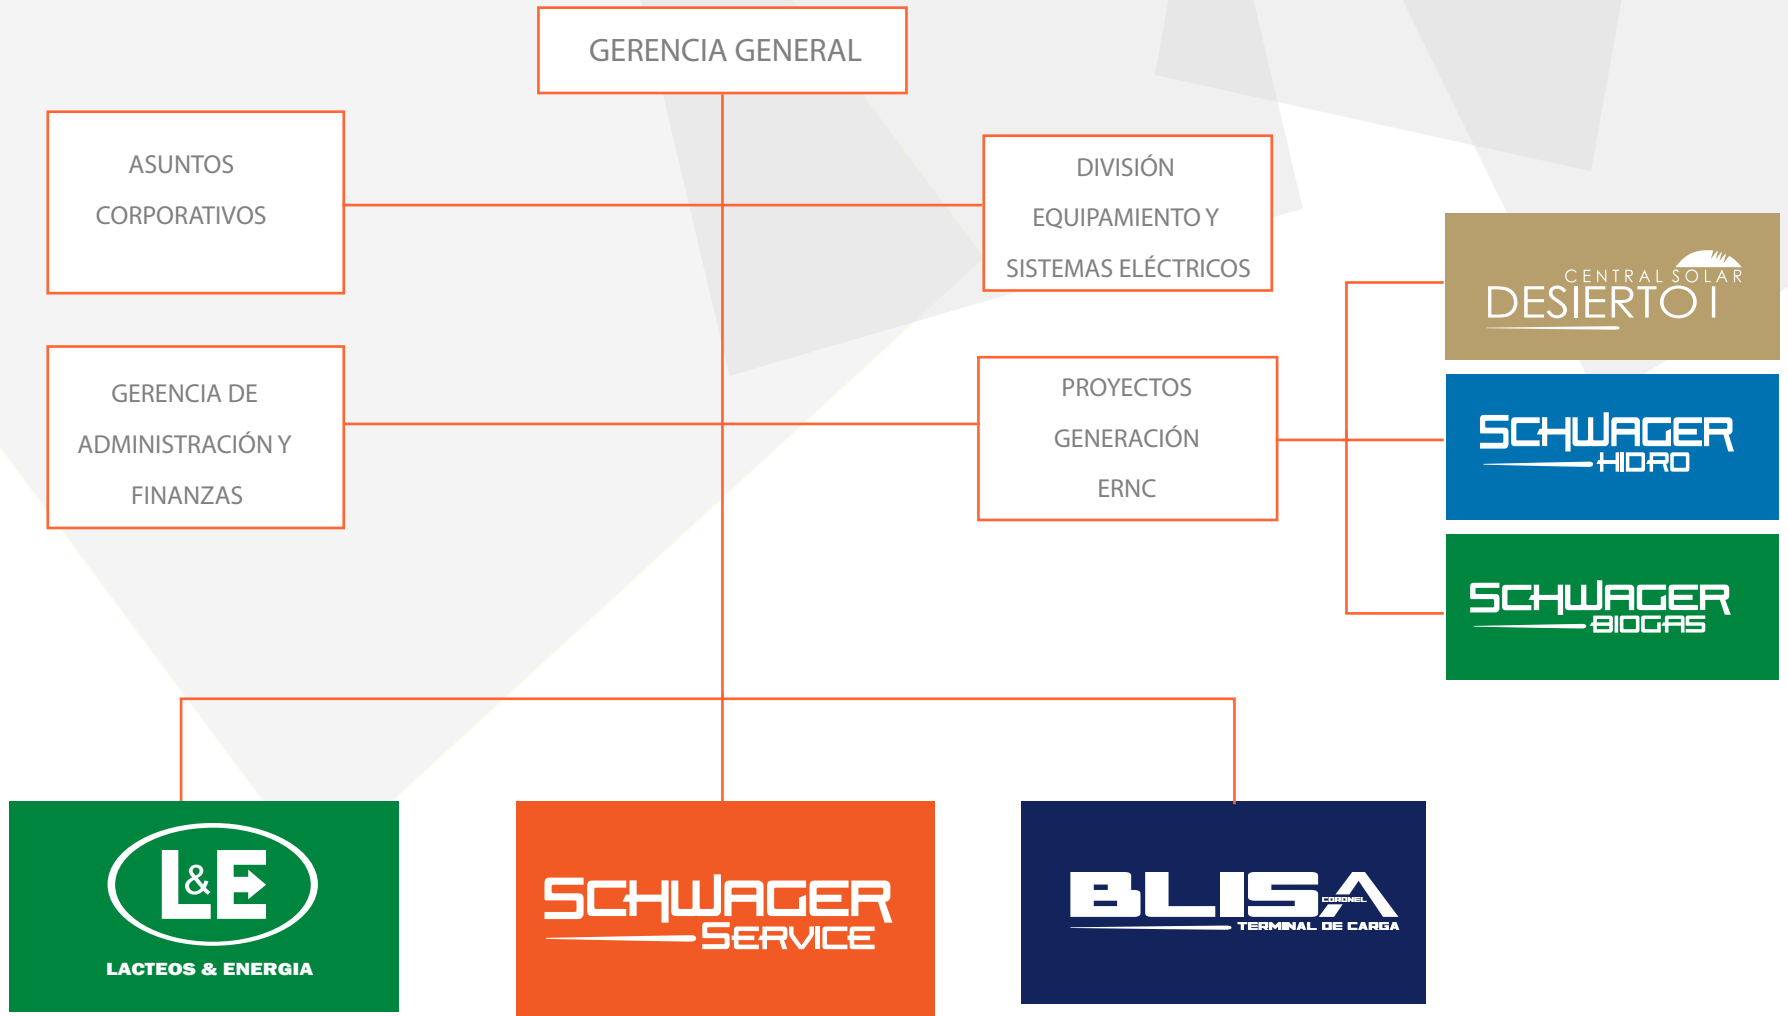 GERENCIA GENERAL
ASUNTOS
CORPORATIVOS
DIVISIÓN
EQUIPAMIENTO Y
SISTEMAS ELÉCTRICOS
GERENCIA DE
ADMINISTRACIÓN Y
FINANZAS
PROYECTOS
GENERACIÓN
ERNC
CENTRAL SOLAR
DESIERTO I
SCHWAGER
HIDRO
SCHWAGER
BIOGAS
L&E
LACTEOS & ENERGIA
SCHWAGER
SERVICE
BLISA
CORONEL
TERMINAL DE CARGA